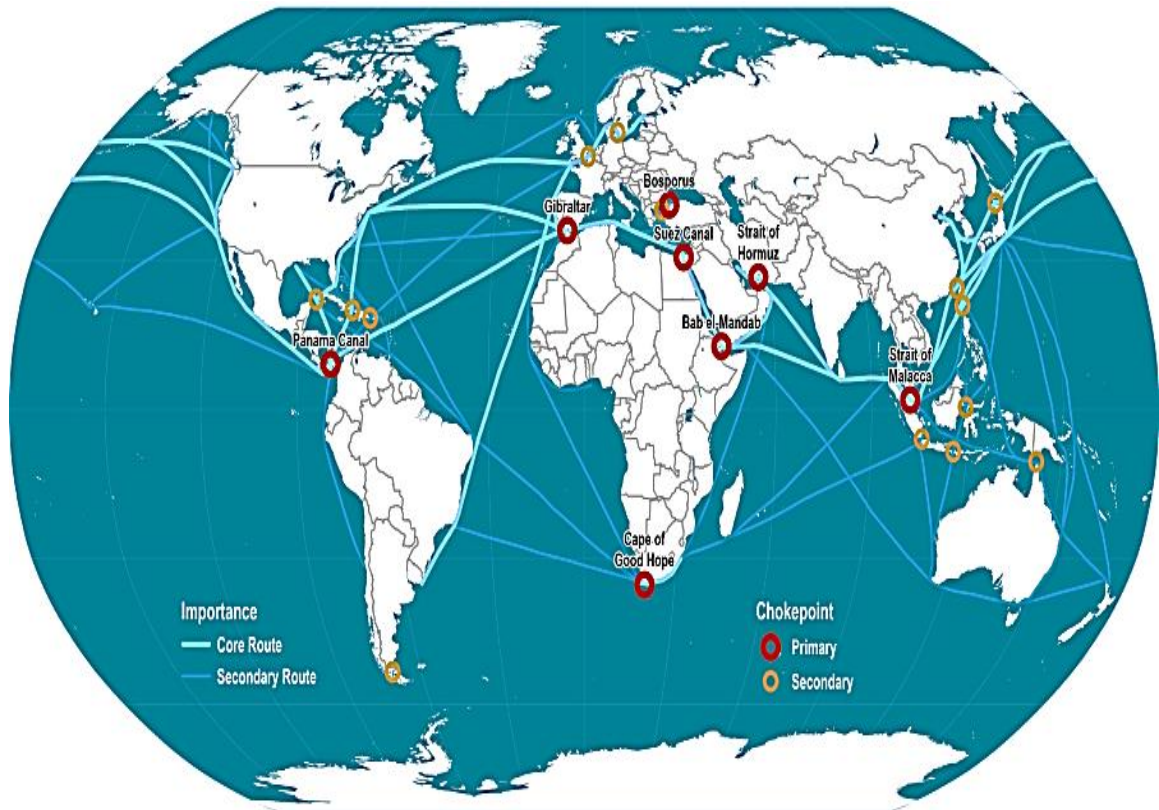 Bosporus
Gibraltar
Suez Canal
Strait of
Hormuz
Bab el-Mandab
Panama Canal
Strait of
Malacca
Cape of
Good Hope
Importance
Core Route
Secondary Route
Chokepoint
Primary
Secondary